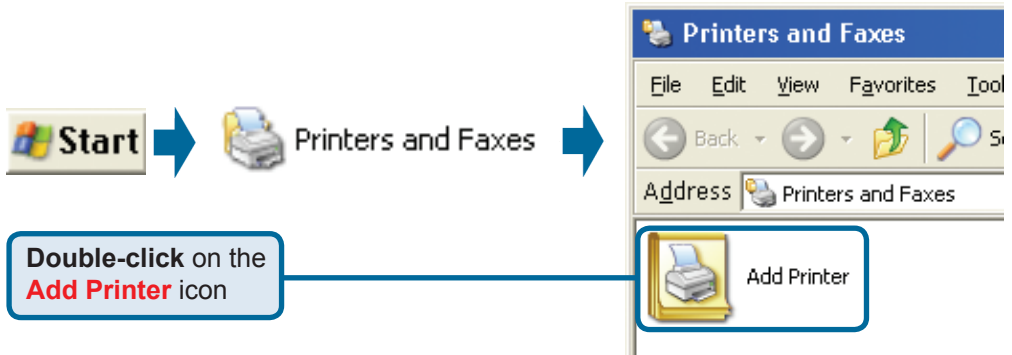 Printers and Faxes
File Edit View Favorites Tool
Back
Address Printers and Faxes
Start
Printers and Faxes
Double-click on the
Add Printer icon
Add Printer